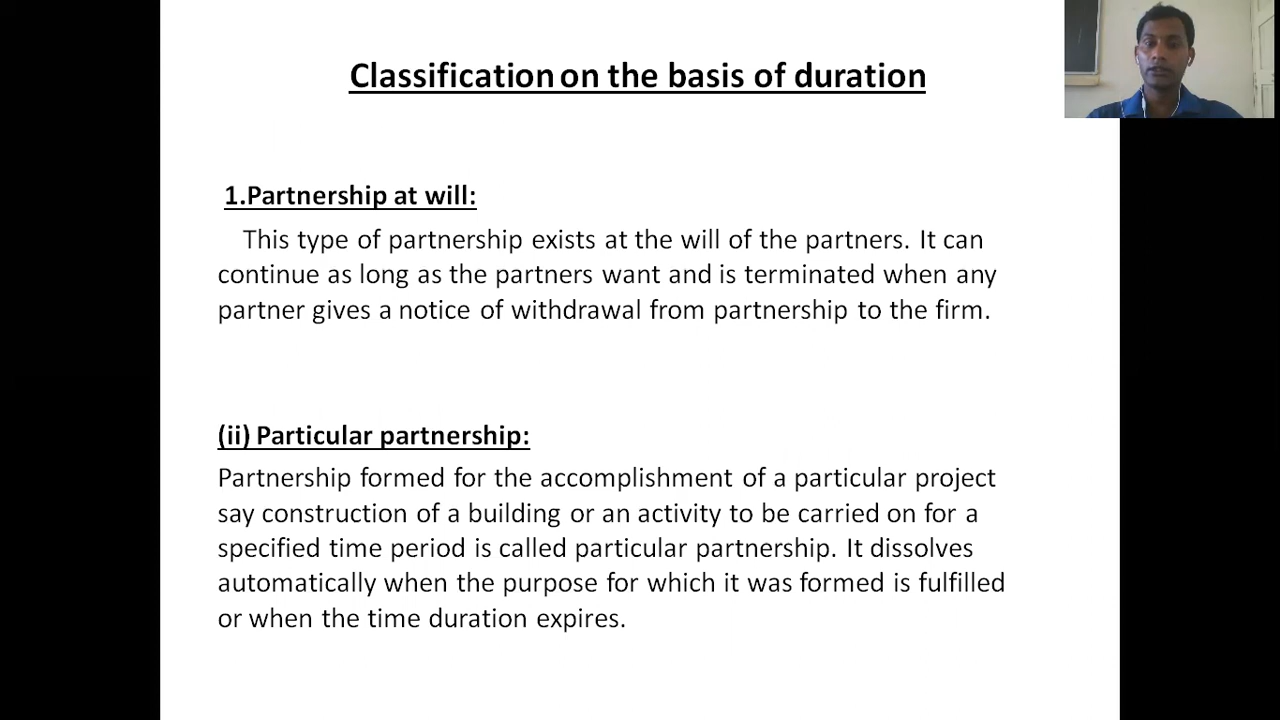 Classification on the basis of duration
1.Partnership at will:
This type of partnership exists at the will of the partners. It can
continue as long as the partners want and is terminated when any
partner gives a notice of withdrawal from partnership to the firm.
(ii) Particular partnership:
Partnership formed for the accomplishment of a particular project
say construction of a building or an activity to be carried on for a
specified time period is called particular partnership. It dissolves
automatically when the purpose for which it was formed is fulfilled
or when the time duration expires.